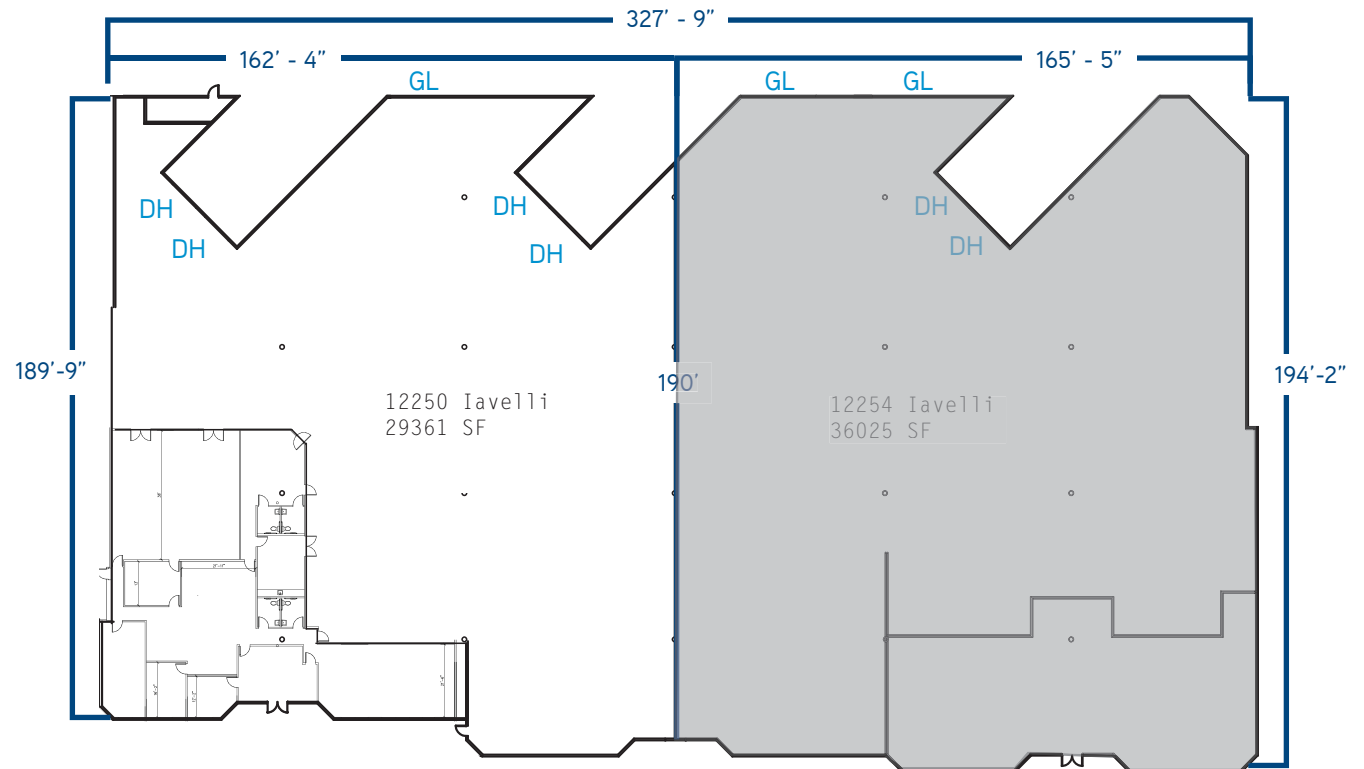 327' - 9"
162' - 4"
165' - 5"
GL
GL
GL
DH
DH
DH
DH
DH
DH
189'-9"
190'
194'-2"
12250 Iavelli
29361 SF
12254 Iavelli
36025 SF